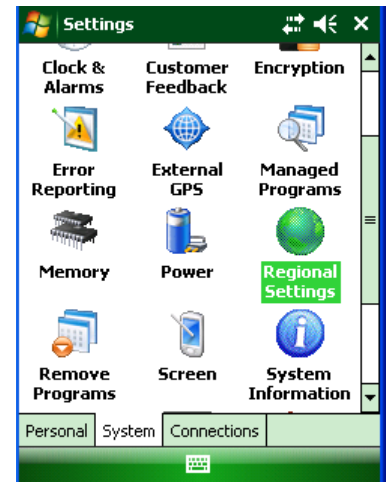 Settings
Clock & Customer Encryption
Alarms Feedback
Error External Managed
Reporting GPS Programs
Memory Power Regional
Settings
Remove Screen System
Programs Information
Personal System Connections